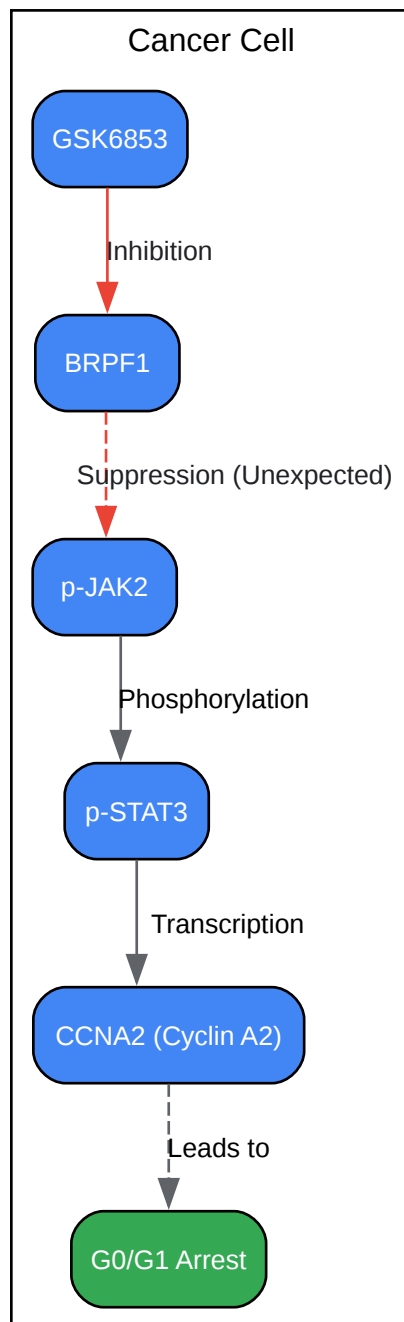 Cancer Cell
GSK6853
Inhibition
BRPF1
Suppression (Unexpected)
p-JAK2
Phosphorylation
p-STAT3
Transcription
CCNA2 (Cyclin A2)
Leads to
G0/G1 Arrest